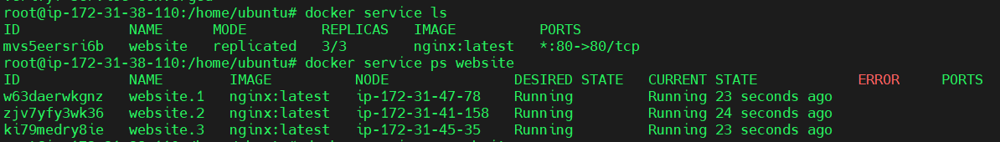 root@ip-172-31-38-110:/home/ubuntu# docker service ls
ID             NAME      MODE         REPLICAS   IMAGE          PORTS
mvs5eersri6b   website   replicated   3/3        nginx:latest   *:80->80/tcp
root@ip-172-31-38-110:/home/ubuntu# docker service ps website
ID             NAME        IMAGE          NODE               DESIRED STATE   CURRENT STATE            ERROR     PORTS
w63daerwkgnz   website.1   nginx:latest   ip-172-31-47-78    Running         Running 23 seconds ago
zjv7yfy3wk36   website.2   nginx:latest   ip-172-31-41-158   Running         Running 24 seconds ago
ki79medry8ie   website.3   nginx:latest   ip-172-31-45-35    Running         Running 23 seconds ago